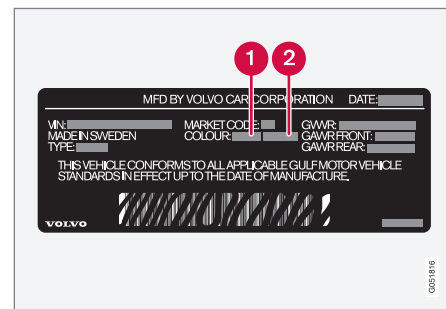 1 2
MFD BY VOLVO CAR CORPORATION DATE:
VIN: MARKET CODE: GVWR:
MADE IN SWEDEN COLOUR: GAWR FRONT:
TYPE: GAWR REAR:
THIS VEHICLE CONFORMS TO ALL APPLICABLE GULF MOTOR VEHICLE
STANDARDS IN EFFECT UP TO THE DATE OF MANUFACTURE.
VOLVO
G051816